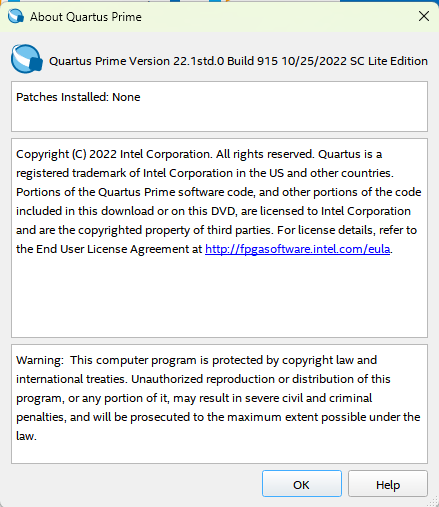 About Quartus Prime
Quartus Prime Version 22.1std.0 Build 915 10/25/2022 SC Lite Edition
Patches Installed: None
Copyright (C) 2022 Intel Corporation. All rights reserved. Quartus is a
registered trademark of Intel Corporation in the US and other countries.
Portions of the Quartus Prime software code, and other portions of the code
included in this download or on this DVD, are licensed to Intel Corporation
and are the copyrighted property of third parties. For license details, refer to
the End User License Agreement at http://fpgasoftware.intel.com/eula.
Warning:  This computer program is protected by copyright law and
international treaties. Unauthorized reproduction or distribution of this
program, or any portion of it, may result in severe civil and criminal
penalties, and will be prosecuted to the maximum extent possible under the
law.
OK
Help